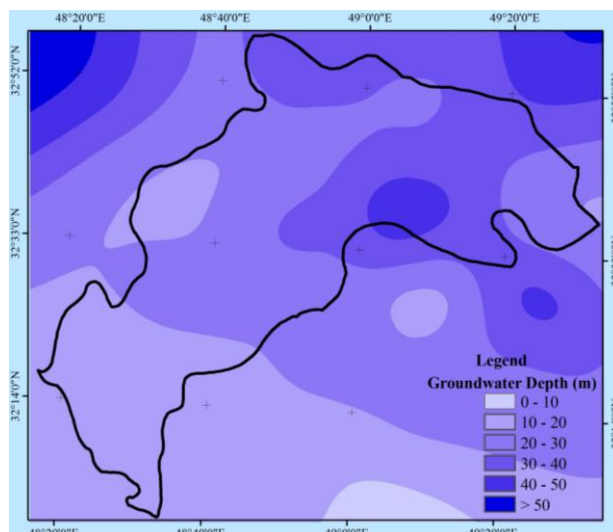 48°20'0"E 48°40'0"E 49°0'0"E 49°20'0"E
32°52'0"N
32°33'0"N
32°14'0"N
Legend
Groundwater Depth (m)
0 - 10
10 - 20
20 - 30
30 - 40
40 - 50
> 50